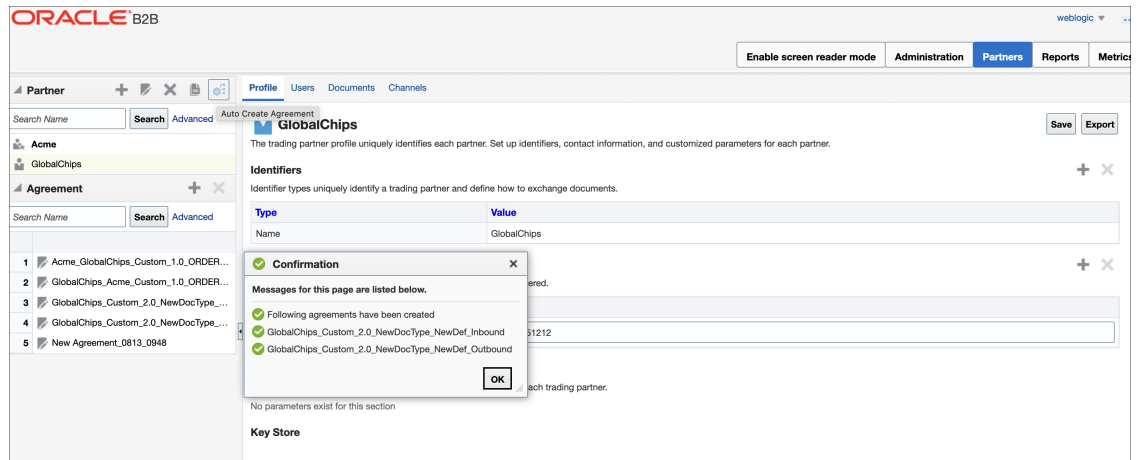 ORACLE B2B
weblogic
Enable screen reader mode Administration Partners Reports Metrics
Partner
Profile Users Documents Channels
Auto Create Agreement
Search Name Search Advanced
GlobalChips
Save Export
Acme
The trading partner profile uniquely identifies each partner. Set up identifiers, contact information, and customized parameters for each partner.
GlobalChips
Identifiers
Agreement
Identifier types uniquely identify a trading partner and define how to exchange documents.
Search Name Search Advanced
Type Value
Name GlobalChips
1 Acme_GlobalChips_Custom_1.0_ORDER...
2 GlobalChips_Acme_Custom_1.0_ORDER...
3 GlobalChips_Custom_2.0_NewDocType_...
4 GlobalChips_Custom_2.0_NewDocType_...
5 New Agreement_0813_0948
Confirmation
Messages for this page are listed below.
ered.
Following agreements have been created
GlobalChips_Custom_2.0_NewDocType_NewDef_Inbound
51212
GlobalChips_Custom_2.0_NewDocType_NewDef_Outbound
OK
ach trading partner.
No parameters exist for this section
Key Store